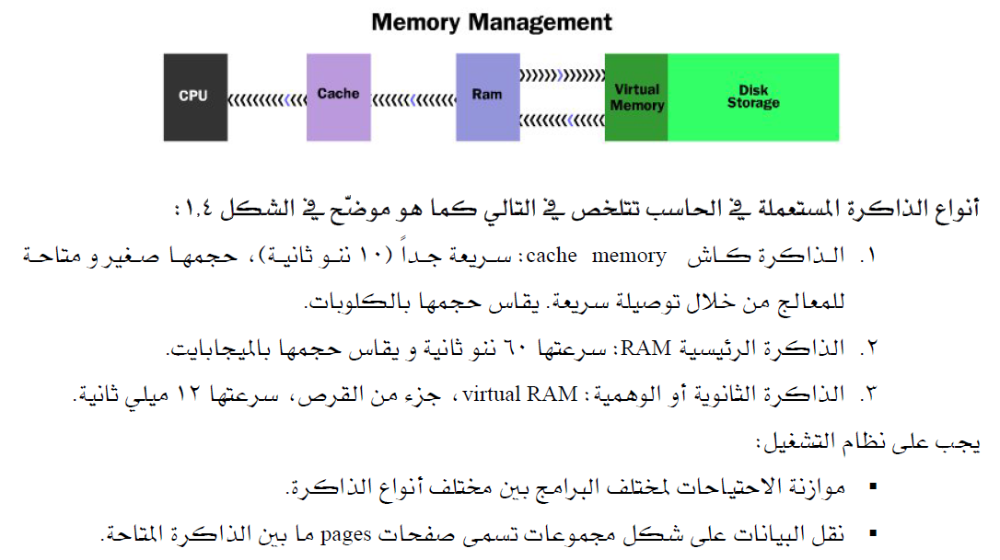 Memory Management
CPU
Cache
Ram
Virtual
Memory
Disk
Storage
أنواع الذاكرة المستعملة في الحاسب تتلخص في التالي كما هو موضّح في الشكل ١,٤:
١. الذاكرة كاش cache memory: سريعة جداً (١٠ ننو ثانية)، حجمها صغير و متاحة
للمعالج من خلال توصيلة سريعة. يقاس حجمها بالكلوبات.
٢. الذاكرة الرئيسية RAM: سرعتها ٦٠ ننو ثانية و يقاس حجمها بالميجابايت.
٣. الذاكرة الثانوية أو الوهمية: virtual RAM، جزء من القرص، سرعتها ١٢ ميلي ثانية.
يجب على نظام التشغيل:
▪ موازنة الاحتياحات لمختلف البرامج بين مختلف أنواع الذاكرة.
▪ نقل البيانات على شكل مجموعات تسمى صفحات pages ما بين الذاكرة المتاحة.